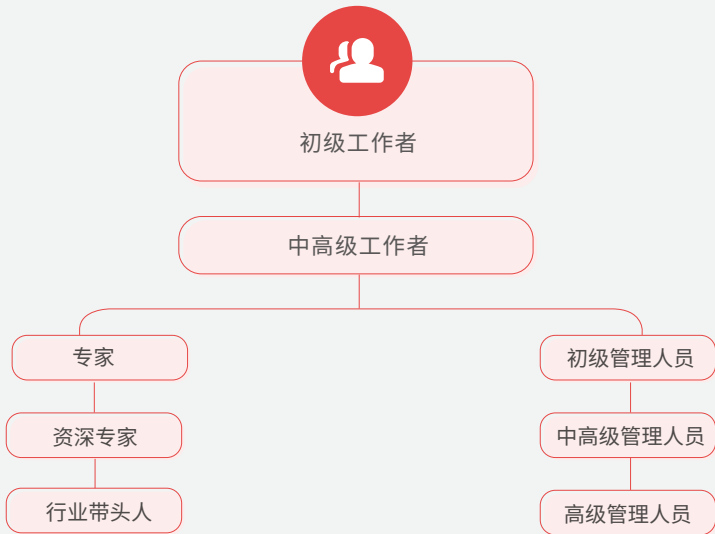 初级工作者
中高级工作者
专家
初级管理人员
资深专家
中高级管理人员
行业带头人
高级管理人员